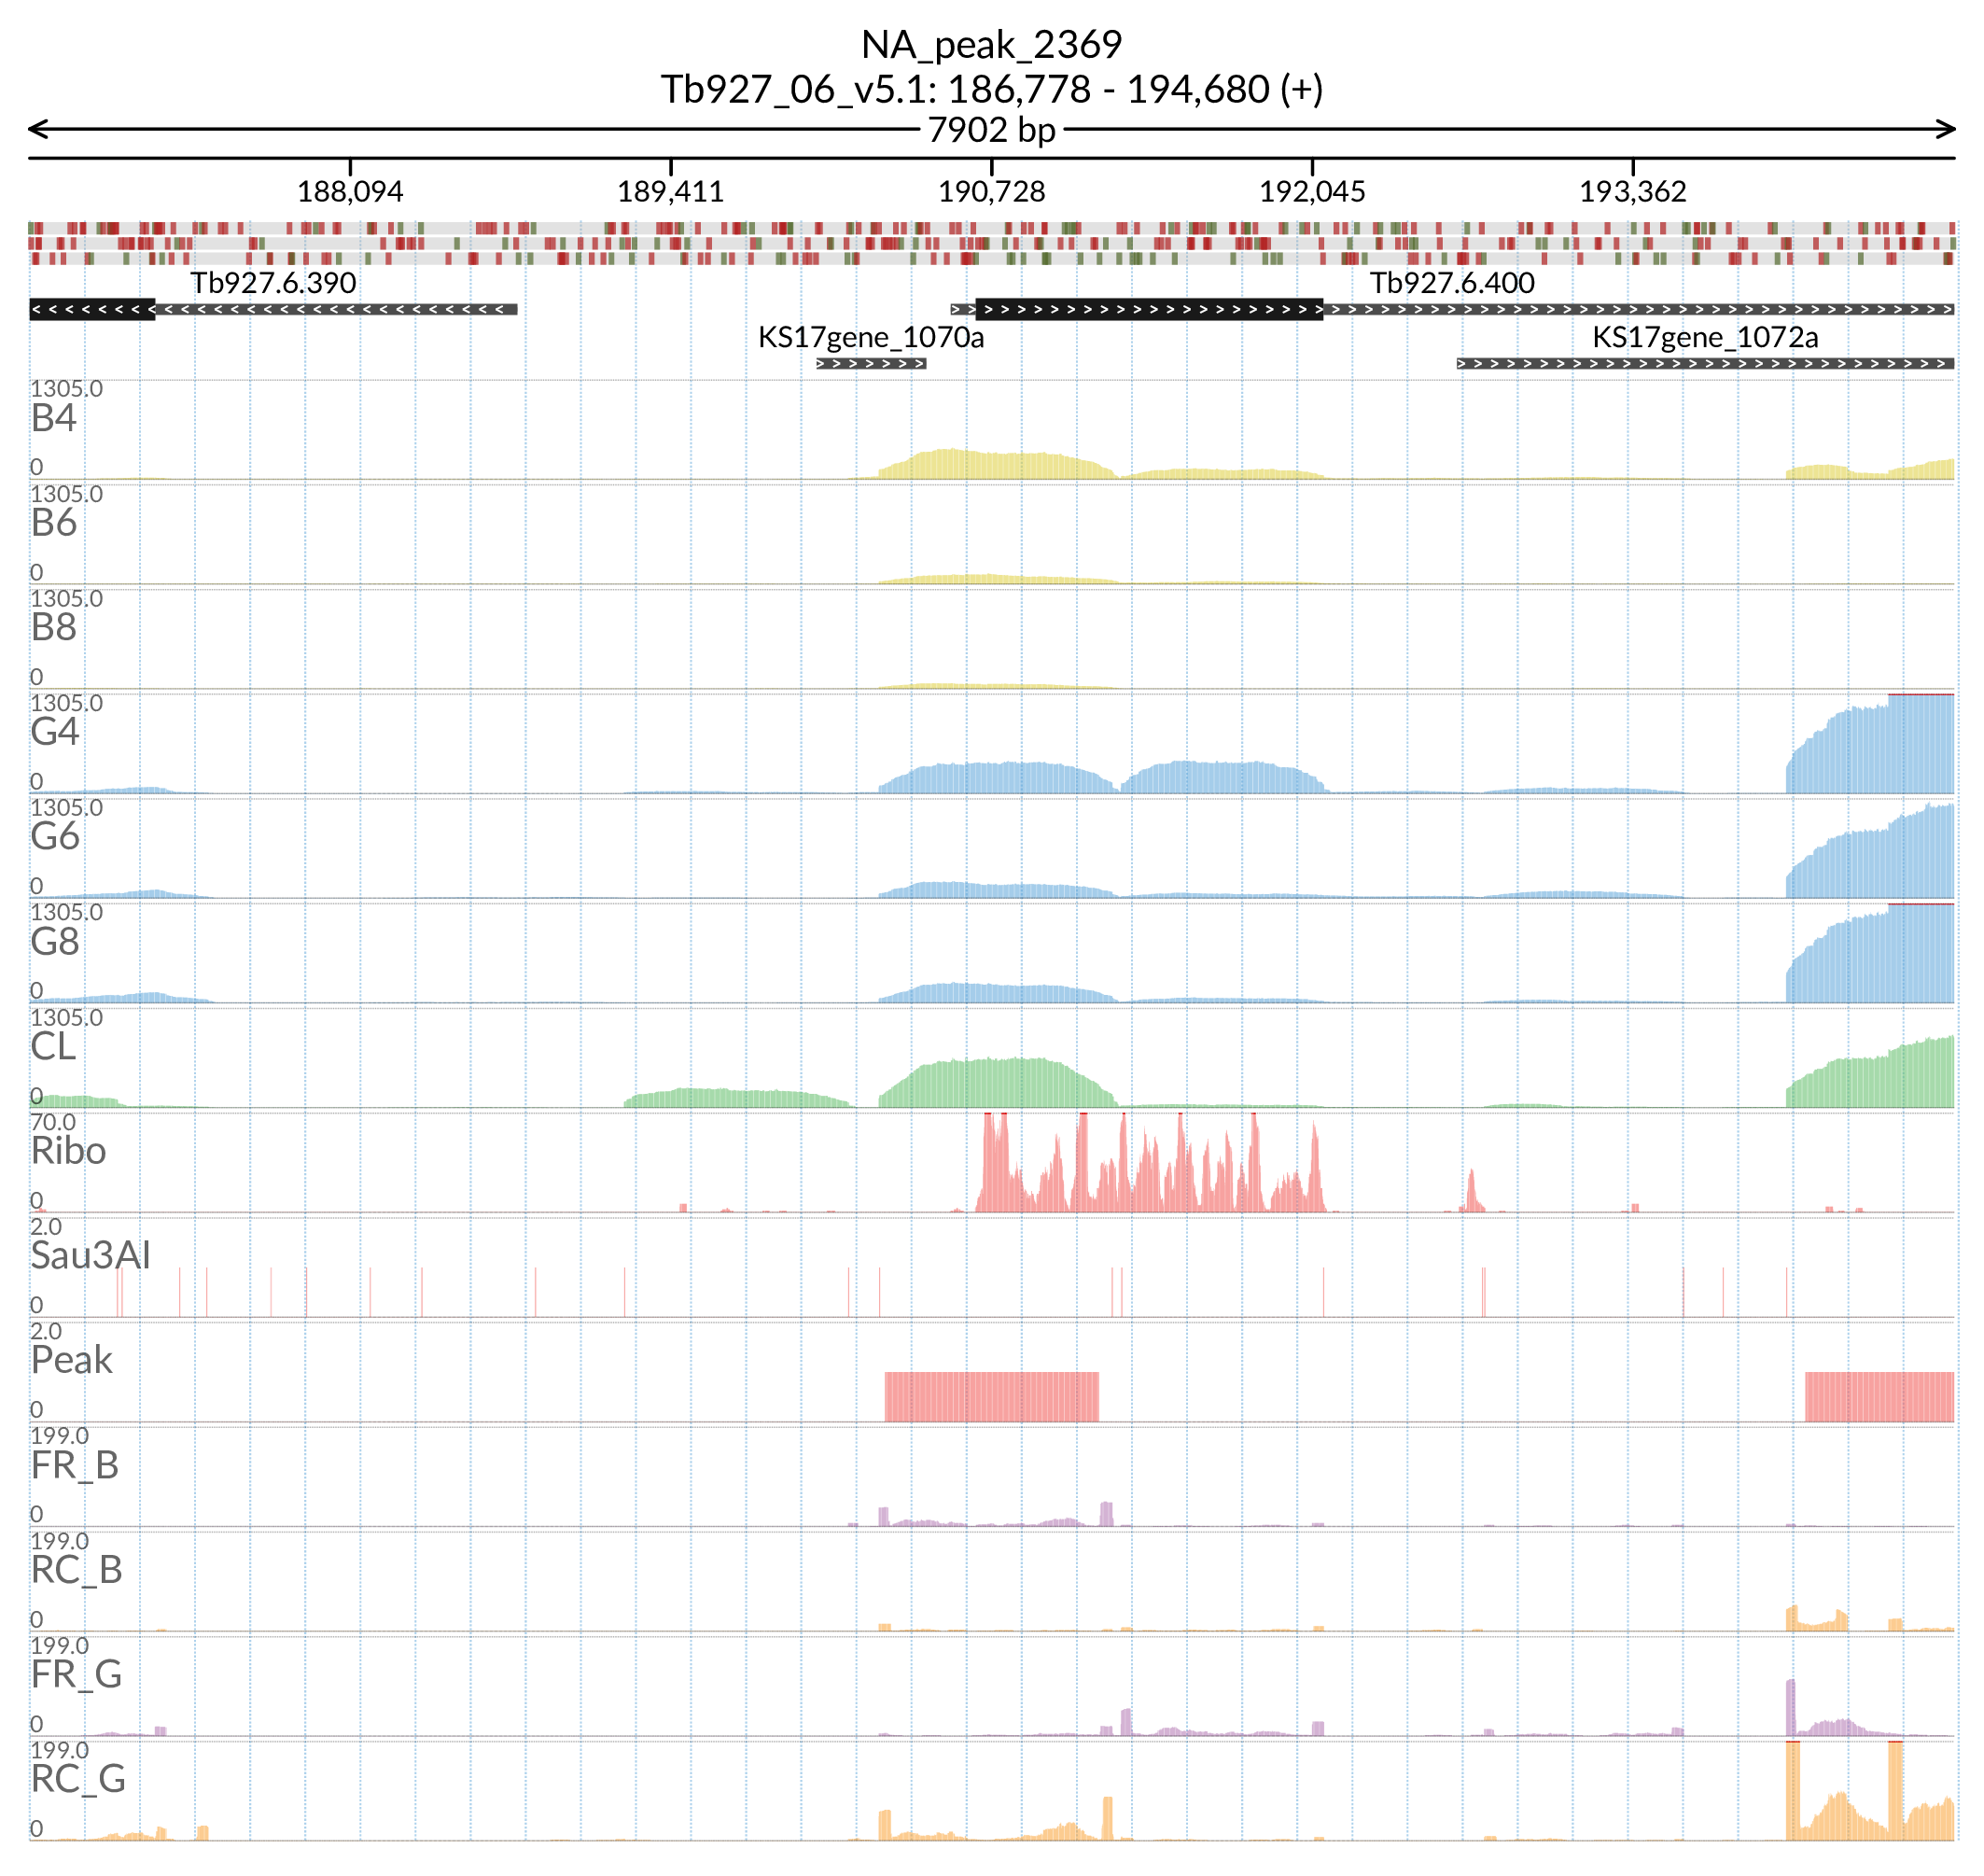 NA_peak_2369
Tb927_06_v5.1: 186,778 - 194,680 (+)
7902 bp
188,094 189,411 190,728 192,045 193,362
Tb927.6.390 Tb927.6.400
KS17gene_1070a KS17gene_1072a
1305.0
B4
0
1305.0
B6
0
1305.0
B8
0
1305.0
G4
0
1305.0
G6
0
1305.0
G8
0
1305.0
CL
0
70.0
Ribo
0
2.0
Sau3AI
0
2.0
Peak
0
199.0
FR_B
0
199.0
RC_B
0
199.0
FR_G
0
199.0
RC_G
0